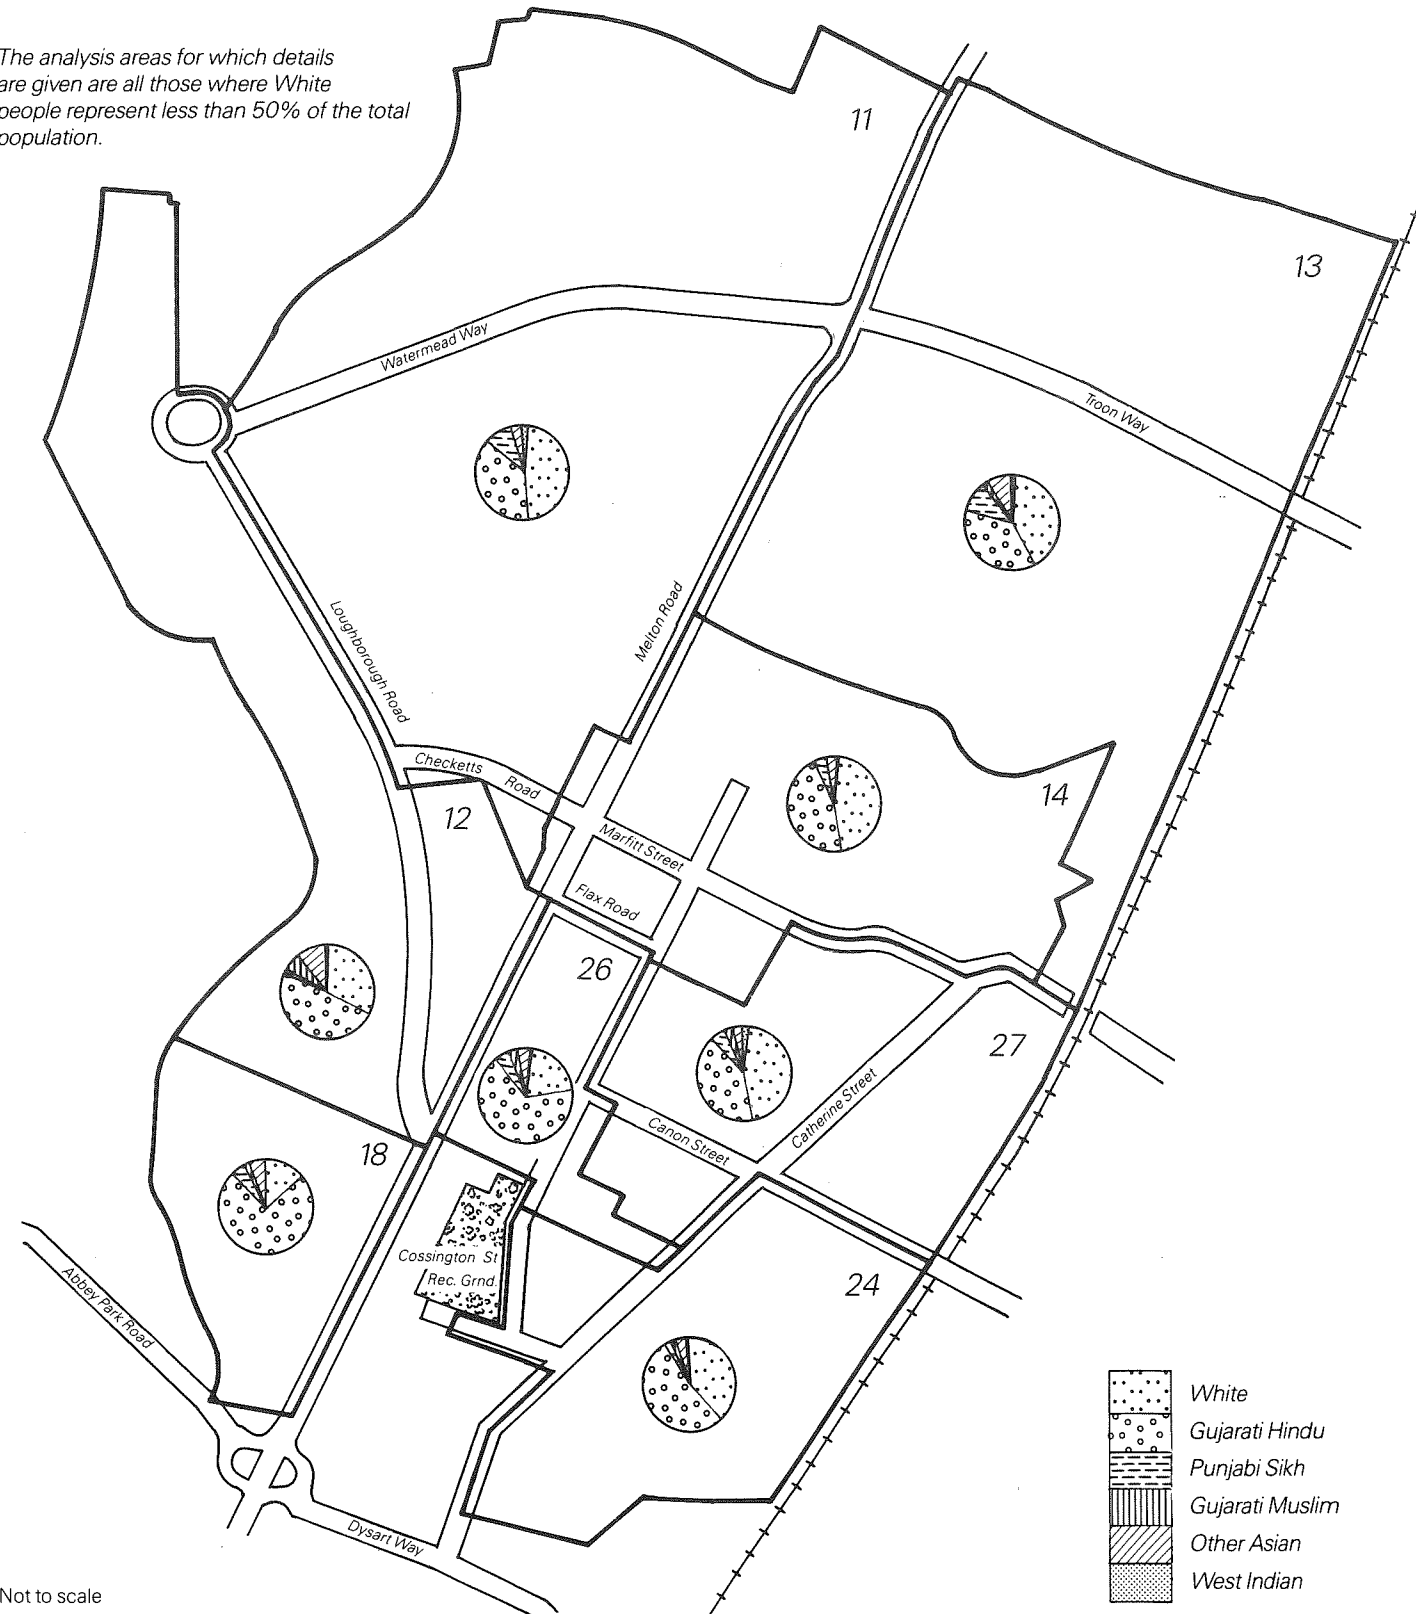 The analysis areas for which details
are given are all those where White
people represent less than 50% of the total
population.
11
13
Watermead Way
Troon Way
Loughborough Road
Melton Road
Checketts Road
12
14
Marfitt Street
Flax Road
26
27
Canon Street
Catherine Street
18
Cossington St
Rec. Grnd.
24
Abbey Park Road
Dysart Way
White
Gujarati Hindu
Punjabi Sikh
Gujarati Muslim
Other Asian
West Indian
Not to scale